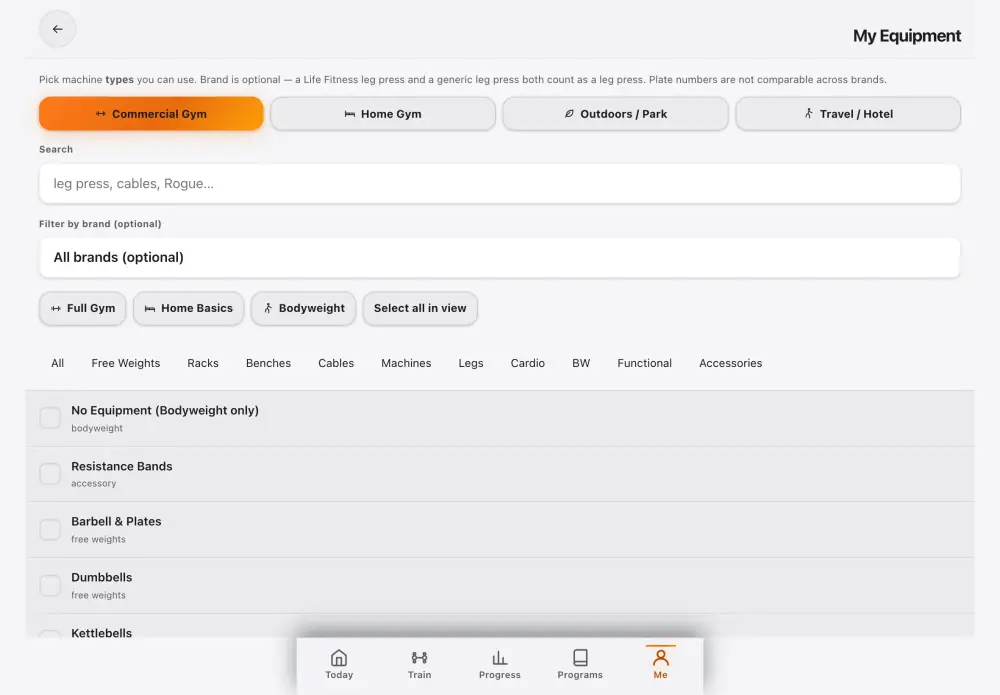 My Equipment
Pick machine types you can use. Brand is optional — a Life Fitness leg press and a generic leg press both count as a leg press. Plate numbers are not comparable across brands.
Commercial Gym
Home Gym
Outdoors / Park
Travel / Hotel
Search
leg press, cables, Rogue...
Filter by brand (optional)
All brands (optional)
Full Gym
Home Basics
Bodyweight
Select all in view
All
Free Weights
Racks
Benches
Cables
Machines
Legs
Cardio
BW
Functional
Accessories
No Equipment (Bodyweight only)
bodyweight
Resistance Bands
accessory
Barbell & Plates
free weights
Dumbbells
free weights
Kettlebells
Today
Train
Progress
Programs
Me